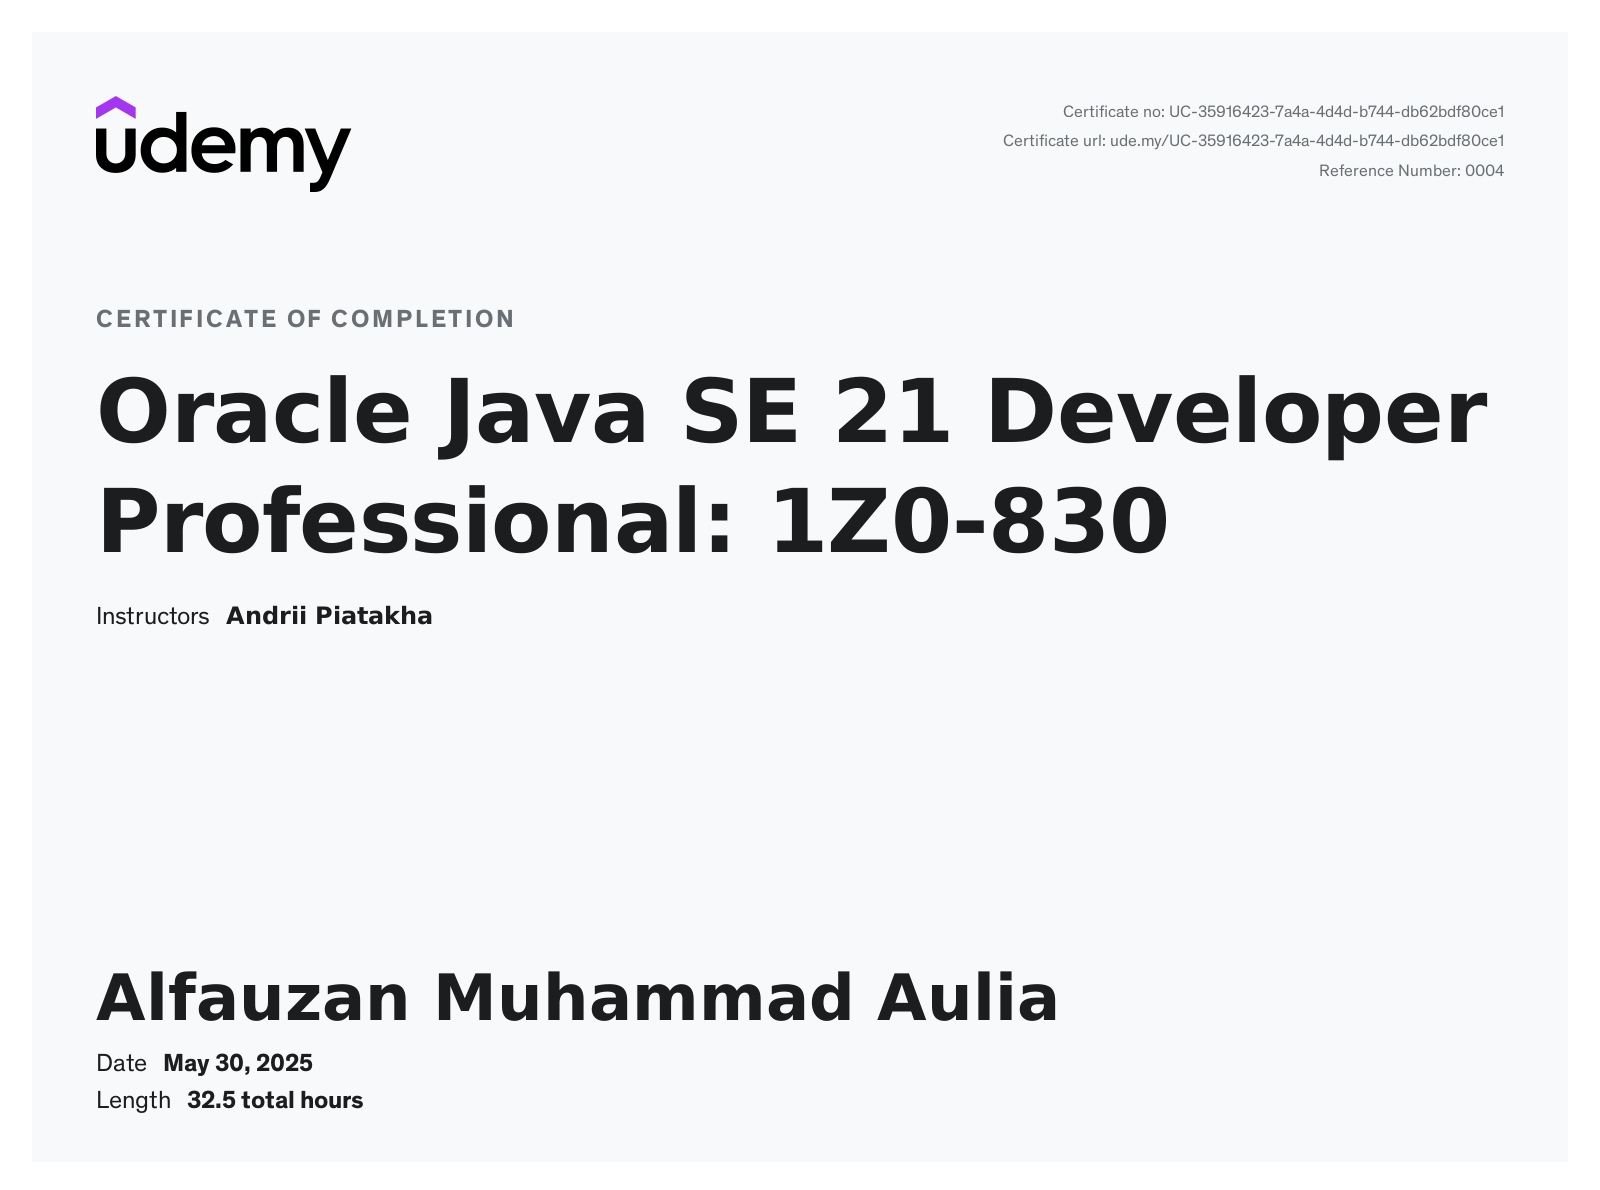 udemy
Certificate no: UC-35916423-7a4a-4d4d-b744-db62bdf80ce1
Certificate url: ude.my/UC-35916423-7a4a-4d4d-b744-db62bdf80ce1
Reference Number: 0004
CERTIFICATE OF COMPLETION
Oracle Java SE 21 Developer
Professional: 1Z0-830
Instructors Andrii Piatakha
Alfauzan Muhammad Aulia
Date May 30, 2025
Length 32.5 total hours